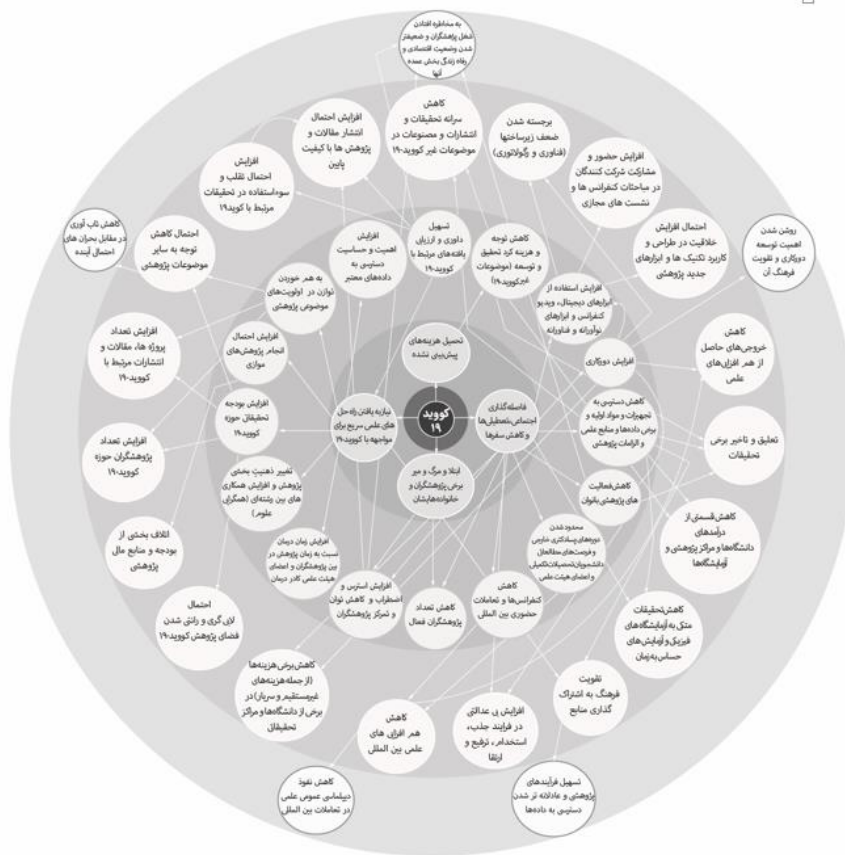 به مخاطره افتادن
شغل پژهشگران و ضعیفتر
شدن وضعیت اقتصادی و
رفاه زندگی بخش عمده
آنها
کاهش
سرانه تحقیقات و
انتشارات و مصنوعات در
موضوعات غیر کووید-۱۹
برجسته شدن
ضعف زیرساختها
(فناوری و رگولاتوری)
افزایش حضور و
مشارکت شرکت کنندگان
در مباحثات کنفرانس ها و
نشست های مجازی
احتمال افزایش
خلاقیت در طراحی و
کاربرد تکنیک ها و ابزارهای
جدید پژوهشی
روشن شدن
اهمیت توسعه
دورکاری و تقویت
فرهنگ آن
کاهش
خروجی‌های حاصل
از هم افزایی‌های
علمی
تعلیق و تاخیر برخی
تحقیقات
کاهش قسمتی از
درآمدهای
دانشگاه‌ها و مراکز پژوهشی و
آزمایشگاه‌ها
کاهش تحقیقات
متکی به آزمایشگاه های
فیزیکی و آزمایش های
حساس به زمان
تقویت
فرهنگ به اشتراک
گذاری منابع
تسهیل فرآیندهای
پژوهشی و عادلانه تر شدن
دسترسی به داده‌ها
افزایش بی عدالتی
در فرایند جذب،
استخدام، ترفیع و
ارتقا
کاهش
هم افزایی های
علمی بین المللی
کاهش نفوذ
دیپلماسی عمومی علمی
در تعاملات بین المللی
کاهش برخی هزینه‌ها
(از جمله هزینه‌های
غیرمستقیم و سربار) در
برخی از دانشگاه‌ها و مراکز
تحقیقاتی
احتمال
لابی گری و رانتی شدن
فضای پژوهش کووید-۱۹
اتلاف بخشی از
بودجه و منابع مالی
پژوهشی
افزایش تعداد
پژوهشگران حوزه
کووید-۱۹
افزایش تعداد
پروژه ها، مقالات و
انتشارات مرتبط با
کووید-۱۹
احتمال کاهش
توجه به سایر
موضوعات پژوهشی
کاهش تاب آوری
در مقابل بحران های
احتمالی آینده
افزایش
احتمال تقلب و
سوءاستفاده در تحقیقات
مرتبط با کووید۱۹
افزایش احتمال
انتشار مقالات و
پژوهش ها با کیفیت
پایین
تسهیل
داوری و ارزیابی
یافته‌های مرتبط با
کووید-۱۹
کاهش توجه
و هزینه کرد تحقیق
و توسعه (موضوعات
غیرکووید-۱۹)
افزایش استفاده از
ابزارهای دیجیتال، ویدیو
کنفرانس و ابزارهای
نوآورانه و فناورانه
افزایش دورکاری
کاهش دسترسی به
تجهیزات و مواد اولیه و
برخی داده‌ها و منابع علمی
و الزامات پژوهشی
کاهش فعالیت
های پژوهشی بانوان
محدود شدن
دوره‌های پسادکتری خارجی
و فرصت‌های مطالعاتی
دانشجویان تحصیلات تکمیلی
و اعضای هیئت علمی
کاهش
کنفرانس‌ها و تعاملات
حضوری بین المللی
کاهش تعداد
پژوهشگران فعال
افزایش استرس و
اضطراب و کاهش توان
و تمرکز پژوهشگران
افزایش زمان درمان
نسبت به زمان پژوهش در
بین پژوهشگران و اعضای
هیئت علمی کادر درمان
تغییر ذهنیت بخشی
پژوهش و افزایش همکاری
های بین رشته‌ای (همگرایی
علوم)
افزایش بودجه
تحقیقاتی حوزه
کووید-۱۹
افزایش احتمال
انجام پژوهش‌های
موازی
به هم خوردن
توازن در اولویت‌های
موضوعی پژوهشی
افزایش
اهمیت و حساسیت
دسترسی به
داده‌های معتبر
تحمیل هزینه‌های
پیش‌بینی نشده
فاصله‌گذاری
اجتماعی،تعطیلی‌ها
و کاهش سفرها
ابتلا و مرگ و میر
برخی پژوهشگران و
خانواده‌هایشان
نیاز به یافتن راه حل
های علمی سریع برای
مواجهه با کووید-۱۹
کووید
۱۹